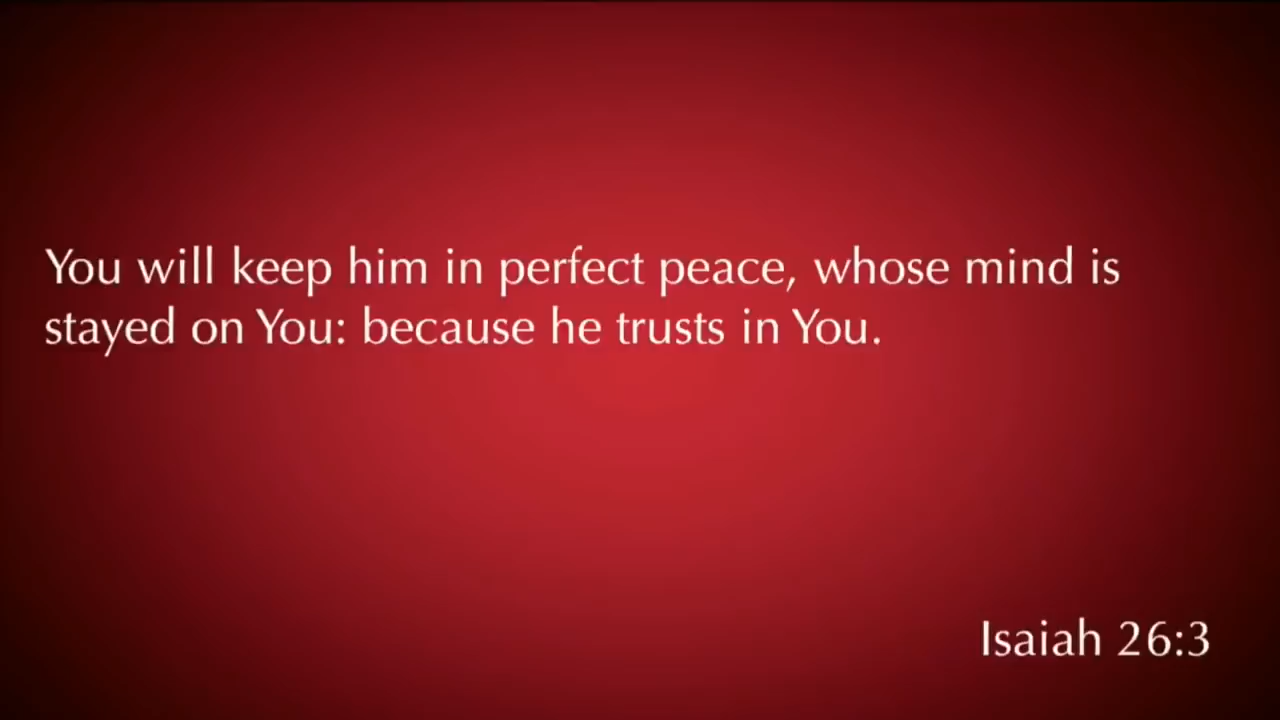 You will keep him in perfect peace, whose mind is
stayed on You: because he trusts in You.
Isaiah 26:3